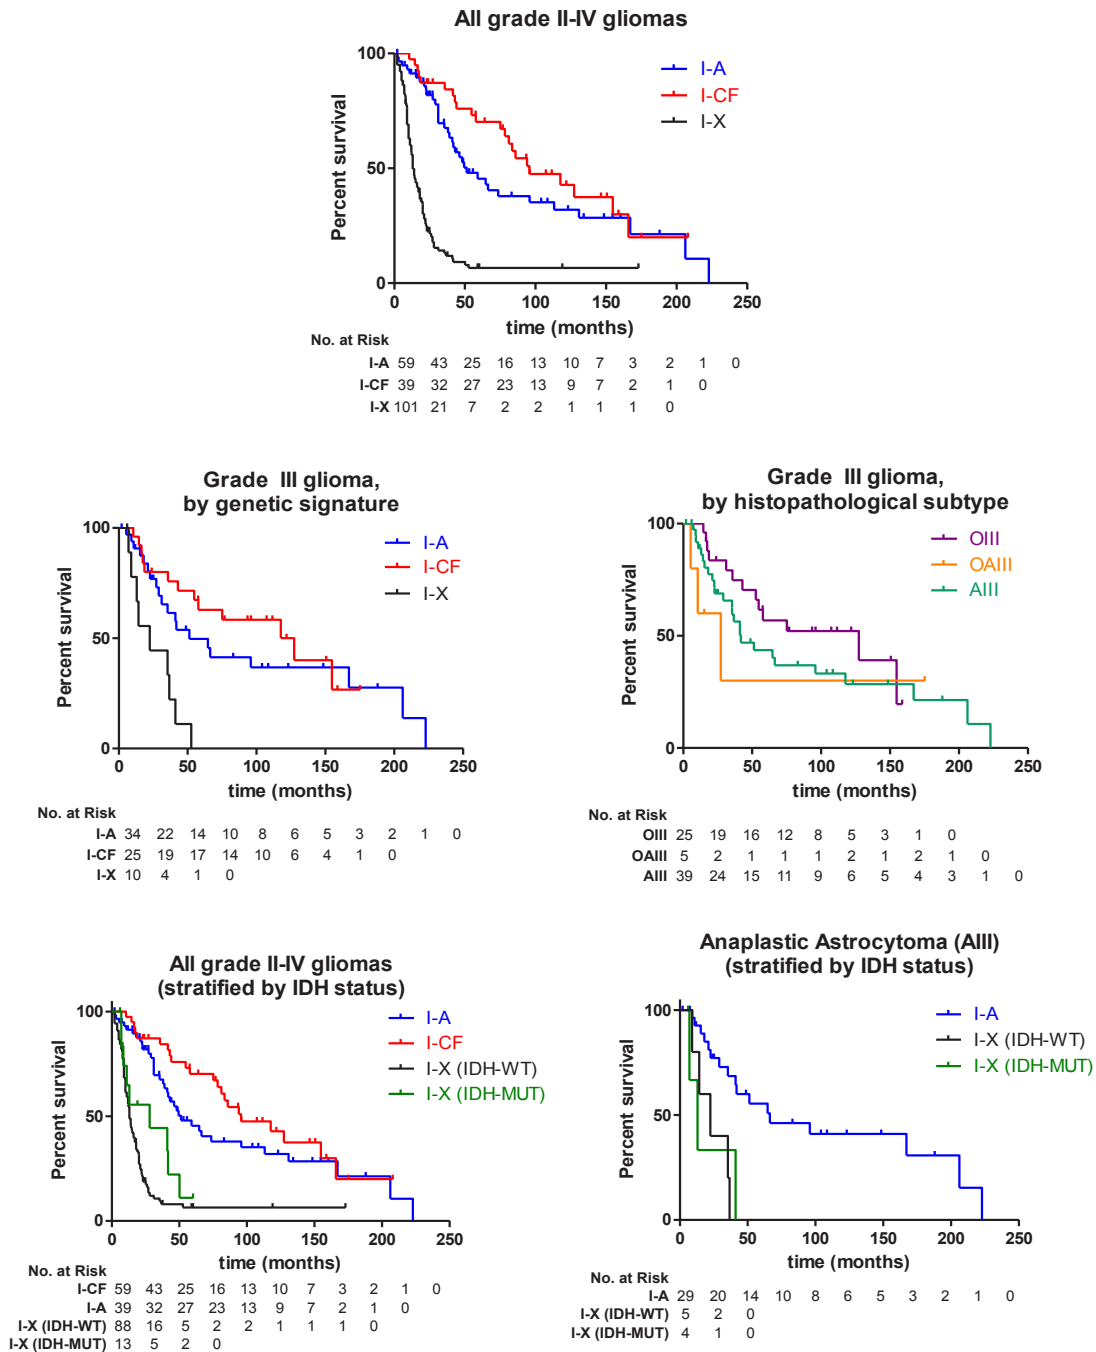 All grade II-IV gliomas
100
50
0
Percent survival
I-A
I-CF
I-X
0 50 100 150 200 250
time (months)
No. at Risk
I-A 59 43 25 16 13 10 7 3 2 1 0
I-CF 39 32 27 23 13 9 7 2 1 0
I-X 101 21 7 2 2 1 1 1 0
Grade III glioma,
by genetic signature
100
50
0
Percent survival
I-A
I-CF
I-X
0 50 100 150 200 250
time (months)
No. at Risk
I-A 34 22 14 10 8 6 5 3 2 1 0
I-CF 25 19 17 14 10 6 4 1 0
I-X 10 4 1 0
Grade III glioma,
by histopathological subtype
100
50
0
Percent survival
OIII
OAIII
AIII
0 50 100 150 200 250
time (months)
No. at Risk
OIII 25 19 16 12 8 5 3 1 0
OAIII 5 2 1 1 1 2 1 2 1 0
AIII 39 24 15 11 9 6 5 4 3 1 0
All grade II-IV gliomas
(stratified by IDH status)
100
50
0
Percent survival
I-A
I-CF
I-X (IDH-WT)
I-X (IDH-MUT)
0 50 100 150 200 250
time (months)
No. at Risk
I-CF 59 43 25 16 13 10 7 3 2 1 0
I-A 39 32 27 23 13 9 7 2 1 0
I-X (IDH-WT) 88 16 5 2 2 1 1 1 0
I-X (IDH-MUT) 13 5 2 0
Anaplastic Astrocytoma (AIII)
(stratified by IDH status)
100
50
0
Percent survival
I-A
I-X (IDH-WT)
I-X (IDH-MUT)
0 50 100 150 200 250
time (months)
No. at Risk
I-A 29 20 14 10 8 6 5 3 2 1 0
I-X (IDH-WT) 5 2 0
I-X (IDH-MUT) 4 1 0